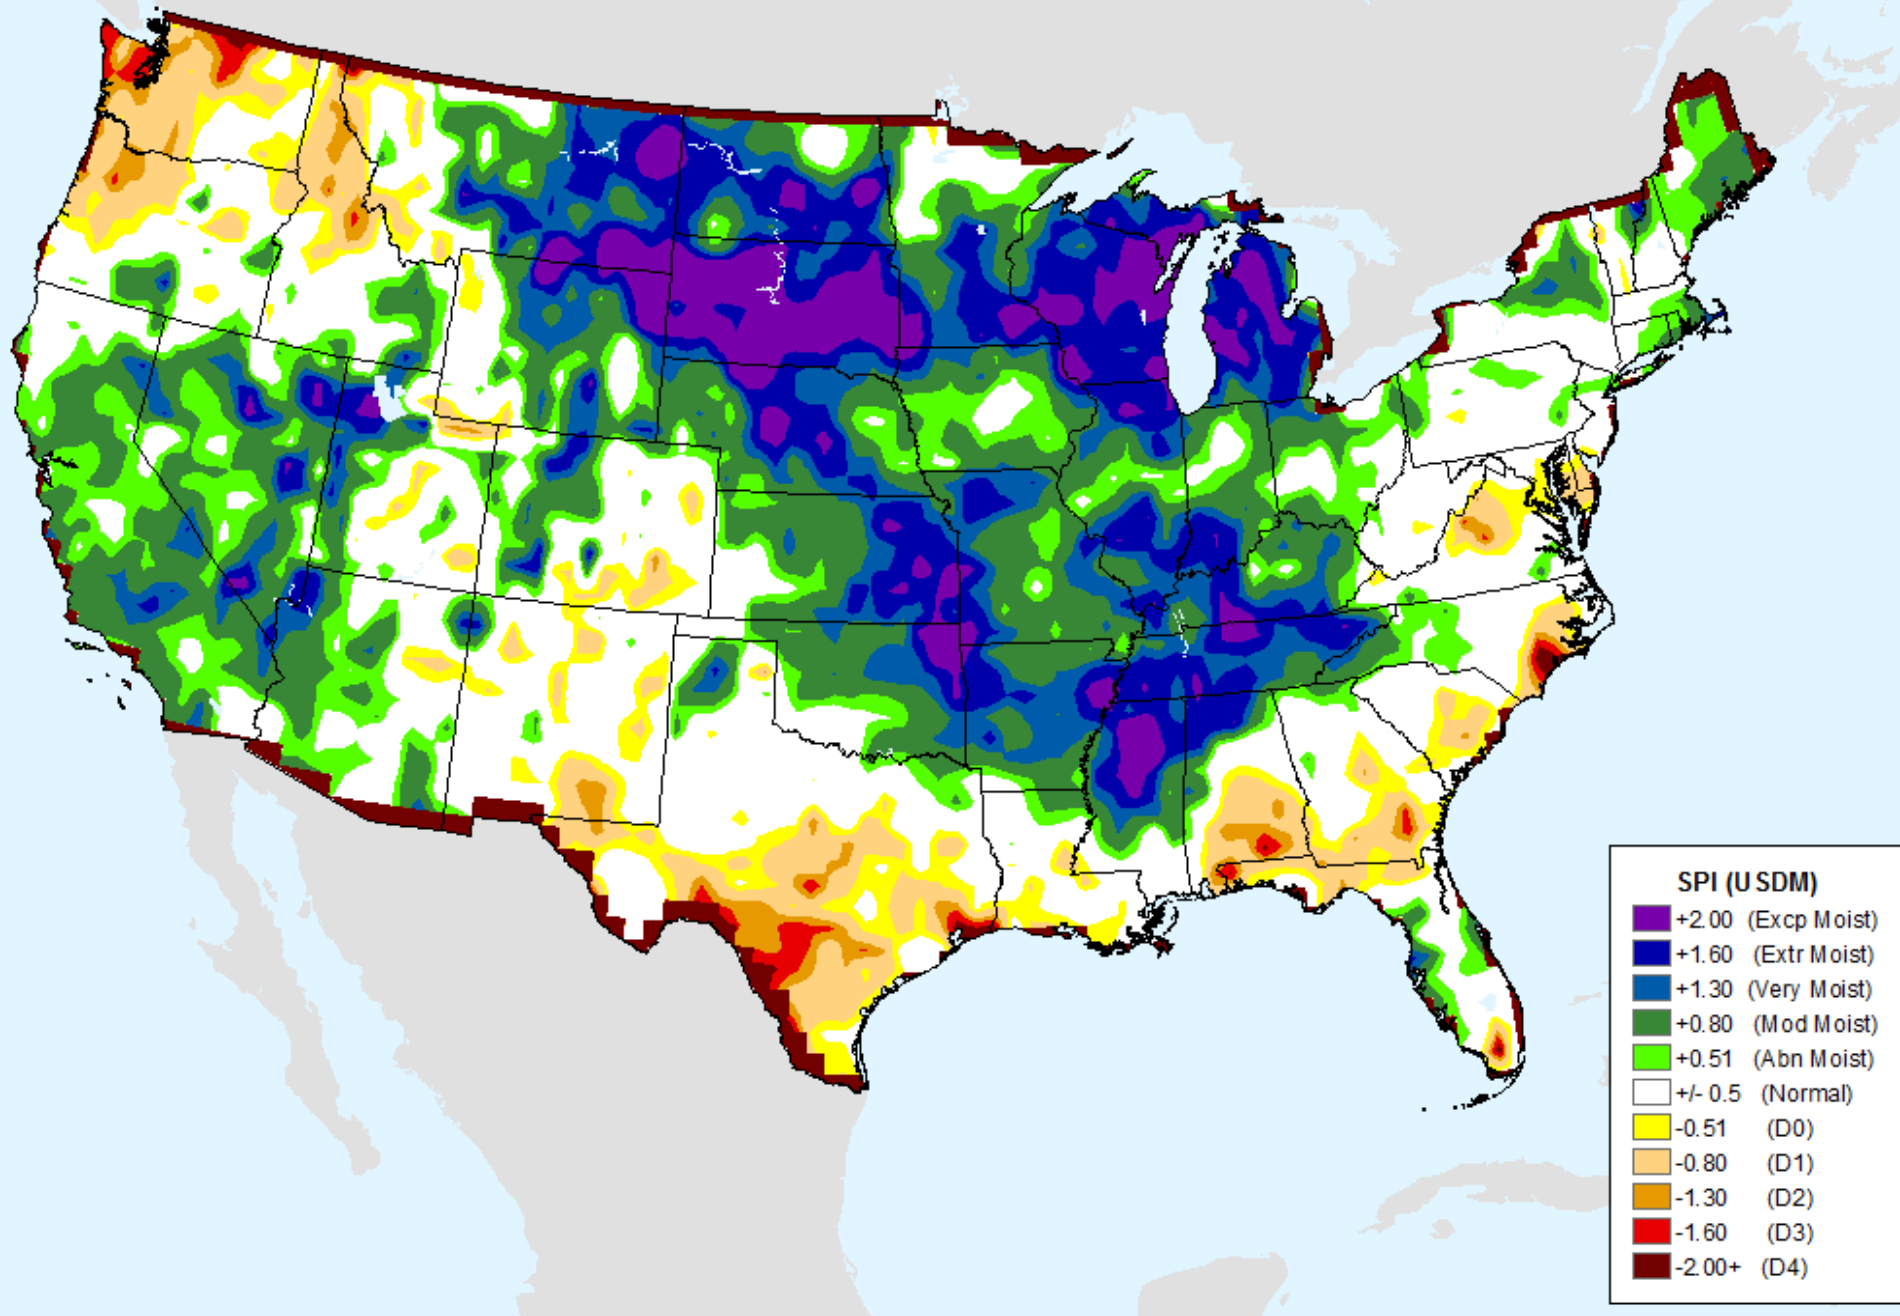 SPI (USDM)
+2.00 (Excp Moist)
+1.60 (Extr Moist)
+1.30 (Very Moist)
+0.80 (Mod Moist)
+0.51 (Abn Moist)
+/- 0.5 (Normal)
-0.51 (D0)
-0.80 (D1)
-1.30 (D2)
-1.60 (D3)
-2.00+ (D4)